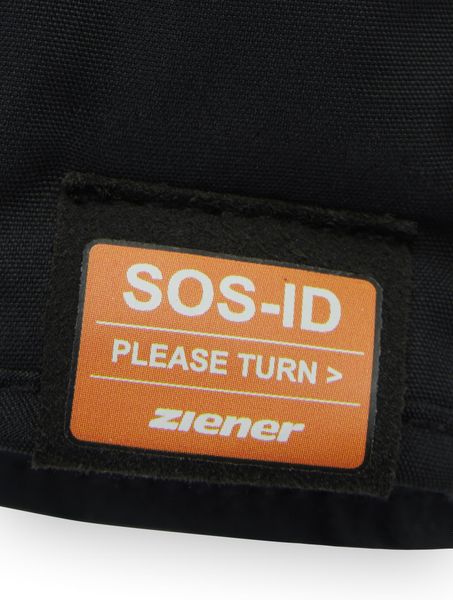 SOS-ID
PLEASE TURN >
ziener